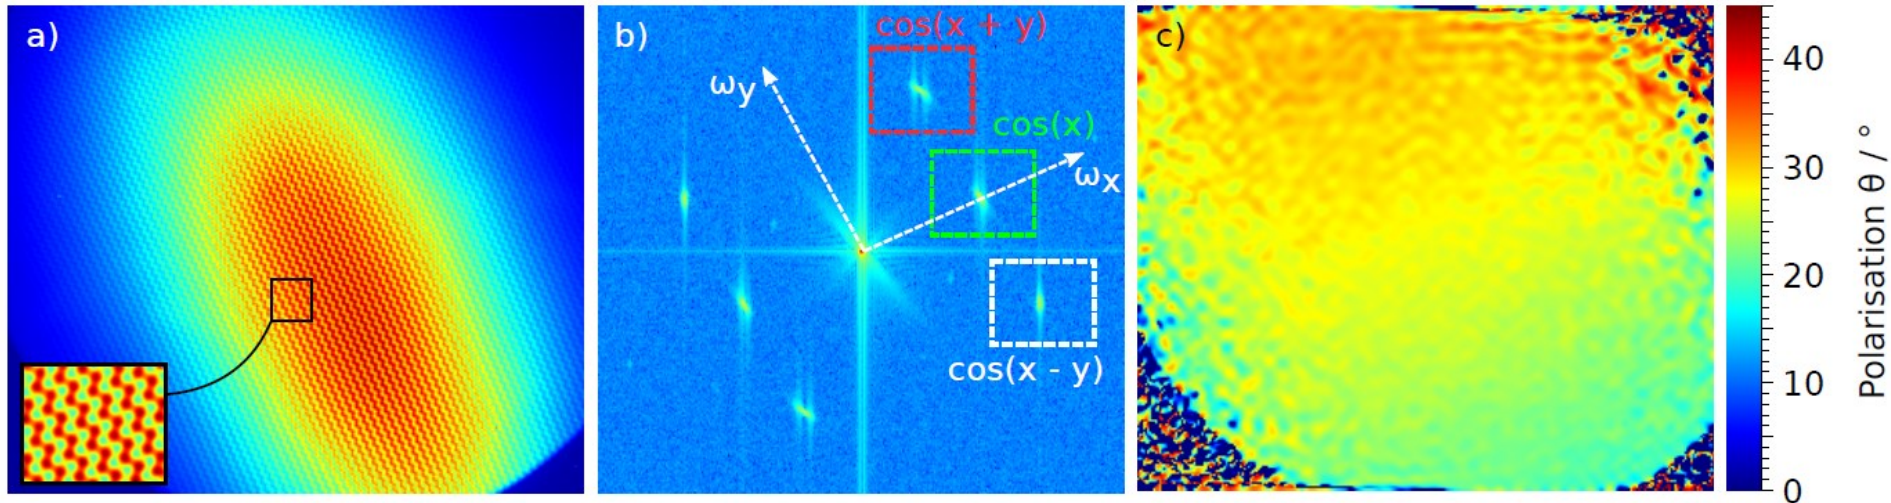 a)
b)
cos(x + y)
ωy
cos(x)
ωx
cos(x - y)
c)
40
30
20
10
0
Polarisation θ / °